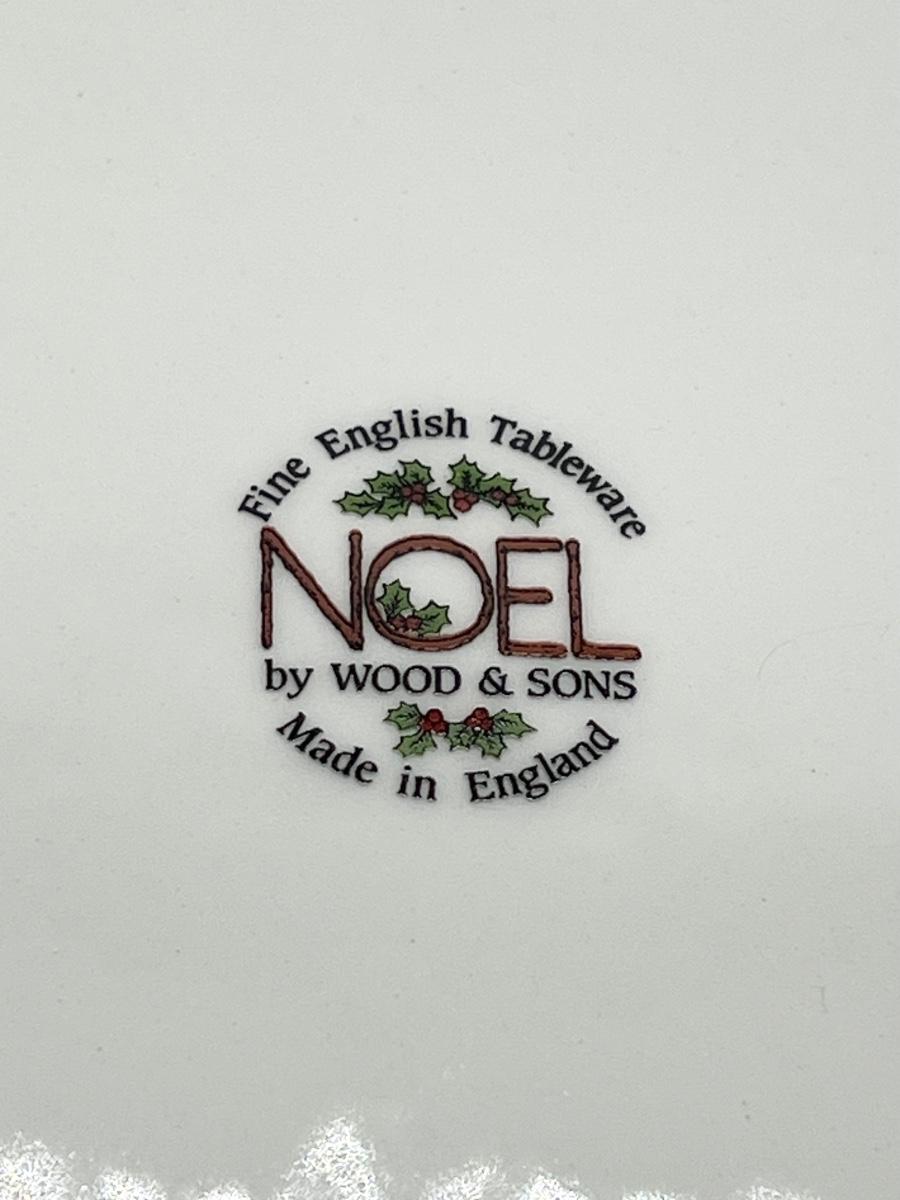 Fine English Tableware
NOEL
by WOOD & SONS
Made in England